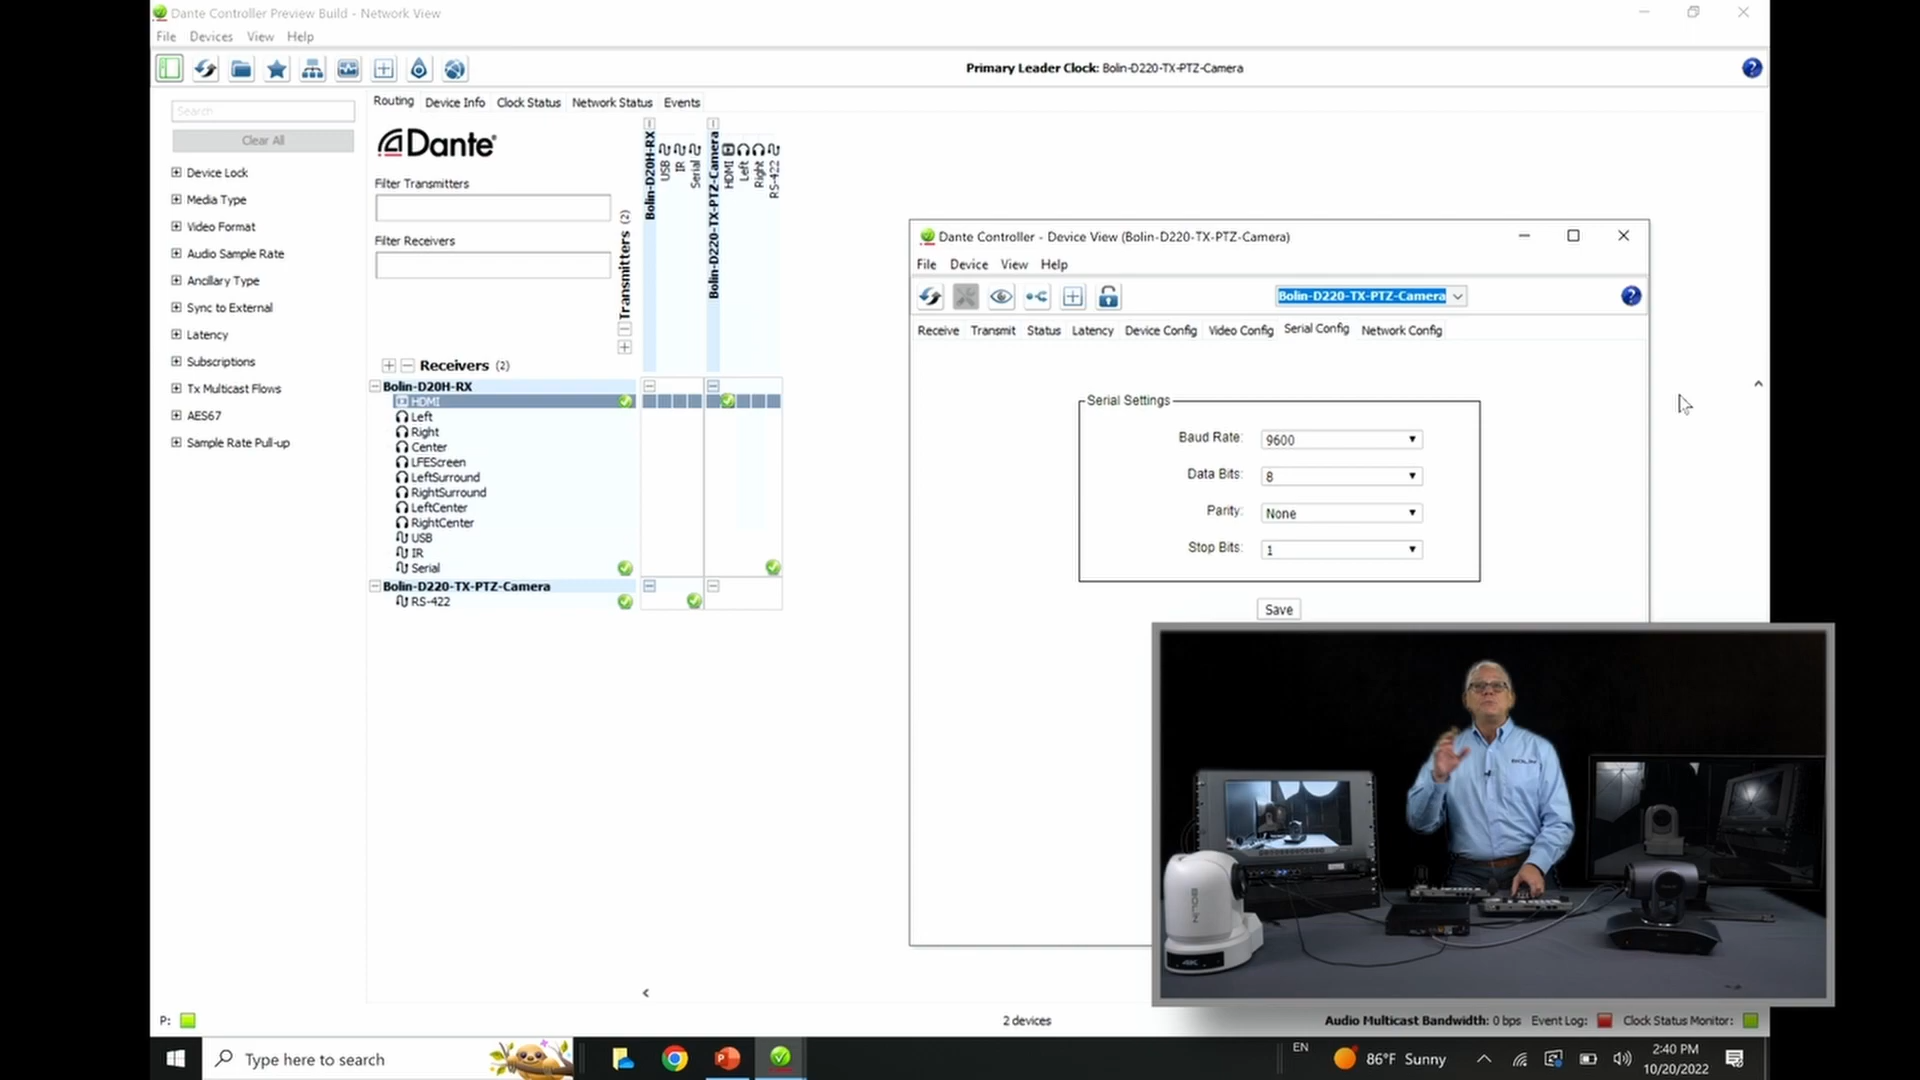 Dante Controller Preview Build - Network View
File Devices View Help
Primary Leader Clock: Bolin-D220-TX-PTZ-Camera
Search
Clear All
Device Lock
Media Type
Video Format
Audio Sample Rate
Ancillary Type
Sync to External
Latency
Subscriptions
Tx Multicast Flows
AES67
Sample Rate Pull-up
Routing Device Info Clock Status Network Status Events
Dante
Filter Transmitters
Filter Receivers
Transmitters (2)
Bolin-D20H-RX
USB
IR
Serial
Bolin-D220-TX-PTZ-Camera
HDMI
Left
Right
RS-422
Receivers (2)
Bolin-D20H-RX
HDMI
Left
Right
Center
LFEScreen
LeftSurround
RightSurround
LeftCenter
RightCenter
USB
IR
Serial
Bolin-D220-TX-PTZ-Camera
RS-422
Dante Controller - Device View (Bolin-D220-TX-PTZ-Camera)
File Device View Help
Bolin-D220-TX-PTZ-Camera
Receive Transmit Status Latency Device Config Video Config Serial Config Network Config
Serial Settings
Baud Rate: 9600
Data Bits: 8
Parity: None
Stop Bits: 1
Save
BOLIN
BOLIN
4K
P:
2 devices
Audio Multicast Bandwidth: 0 bps Event Log: Clock Status Monitor:
Type here to search
EN
86°F Sunny
2:40 PM
10/20/2022